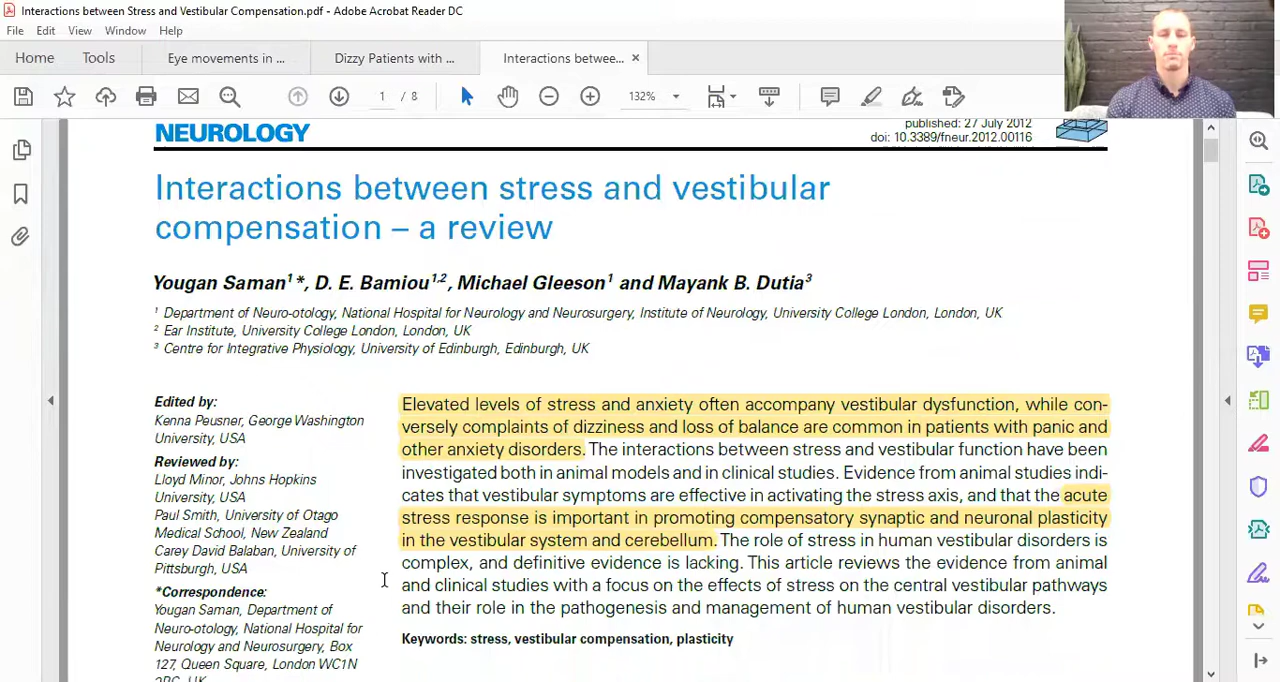 Interactions between Stress and Vestibular Compensation.pdf - Adobe Acrobat Reader DC
File Edit View Window Help
Home Tools Eye movements in ... Dizzy Patients with ... Interactions betwee... ×
1 / 8 132%
NEUROLOGY
published: 27 July 2012
doi: 10.3389/fneur.2012.00116
Interactions between stress and vestibular
compensation – a review
Yougan Saman1*, D. E. Bamiou1,2, Michael Gleeson1 and Mayank B. Dutia3
1 Department of Neuro-otology, National Hospital for Neurology and Neurosurgery, Institute of Neurology, University College London, London, UK
2 Ear Institute, University College London, London, UK
3 Centre for Integrative Physiology, University of Edinburgh, Edinburgh, UK
Edited by:
Kenna Peusner, George Washington
University, USA
Reviewed by:
Lloyd Minor, Johns Hopkins
University, USA
Paul Smith, University of Otago
Medical School, New Zealand
Carey David Balaban, University of
Pittsburgh, USA
*Correspondence:
Yougan Saman, Department of
Neuro-otology, National Hospital for
Neurology and Neurosurgery, Box
127, Queen Square, London WC1N
Elevated levels of stress and anxiety often accompany vestibular dysfunction, while con-
versely complaints of dizziness and loss of balance are common in patients with panic and
other anxiety disorders. The interactions between stress and vestibular function have been
investigated both in animal models and in clinical studies. Evidence from animal studies indi-
cates that vestibular symptoms are effective in activating the stress axis, and that the acute
stress response is important in promoting compensatory synaptic and neuronal plasticity
in the vestibular system and cerebellum. The role of stress in human vestibular disorders is
complex, and definitive evidence is lacking. This article reviews the evidence from animal
and clinical studies with a focus on the effects of stress on the central vestibular pathways
and their role in the pathogenesis and management of human vestibular disorders.
Keywords: stress, vestibular compensation, plasticity